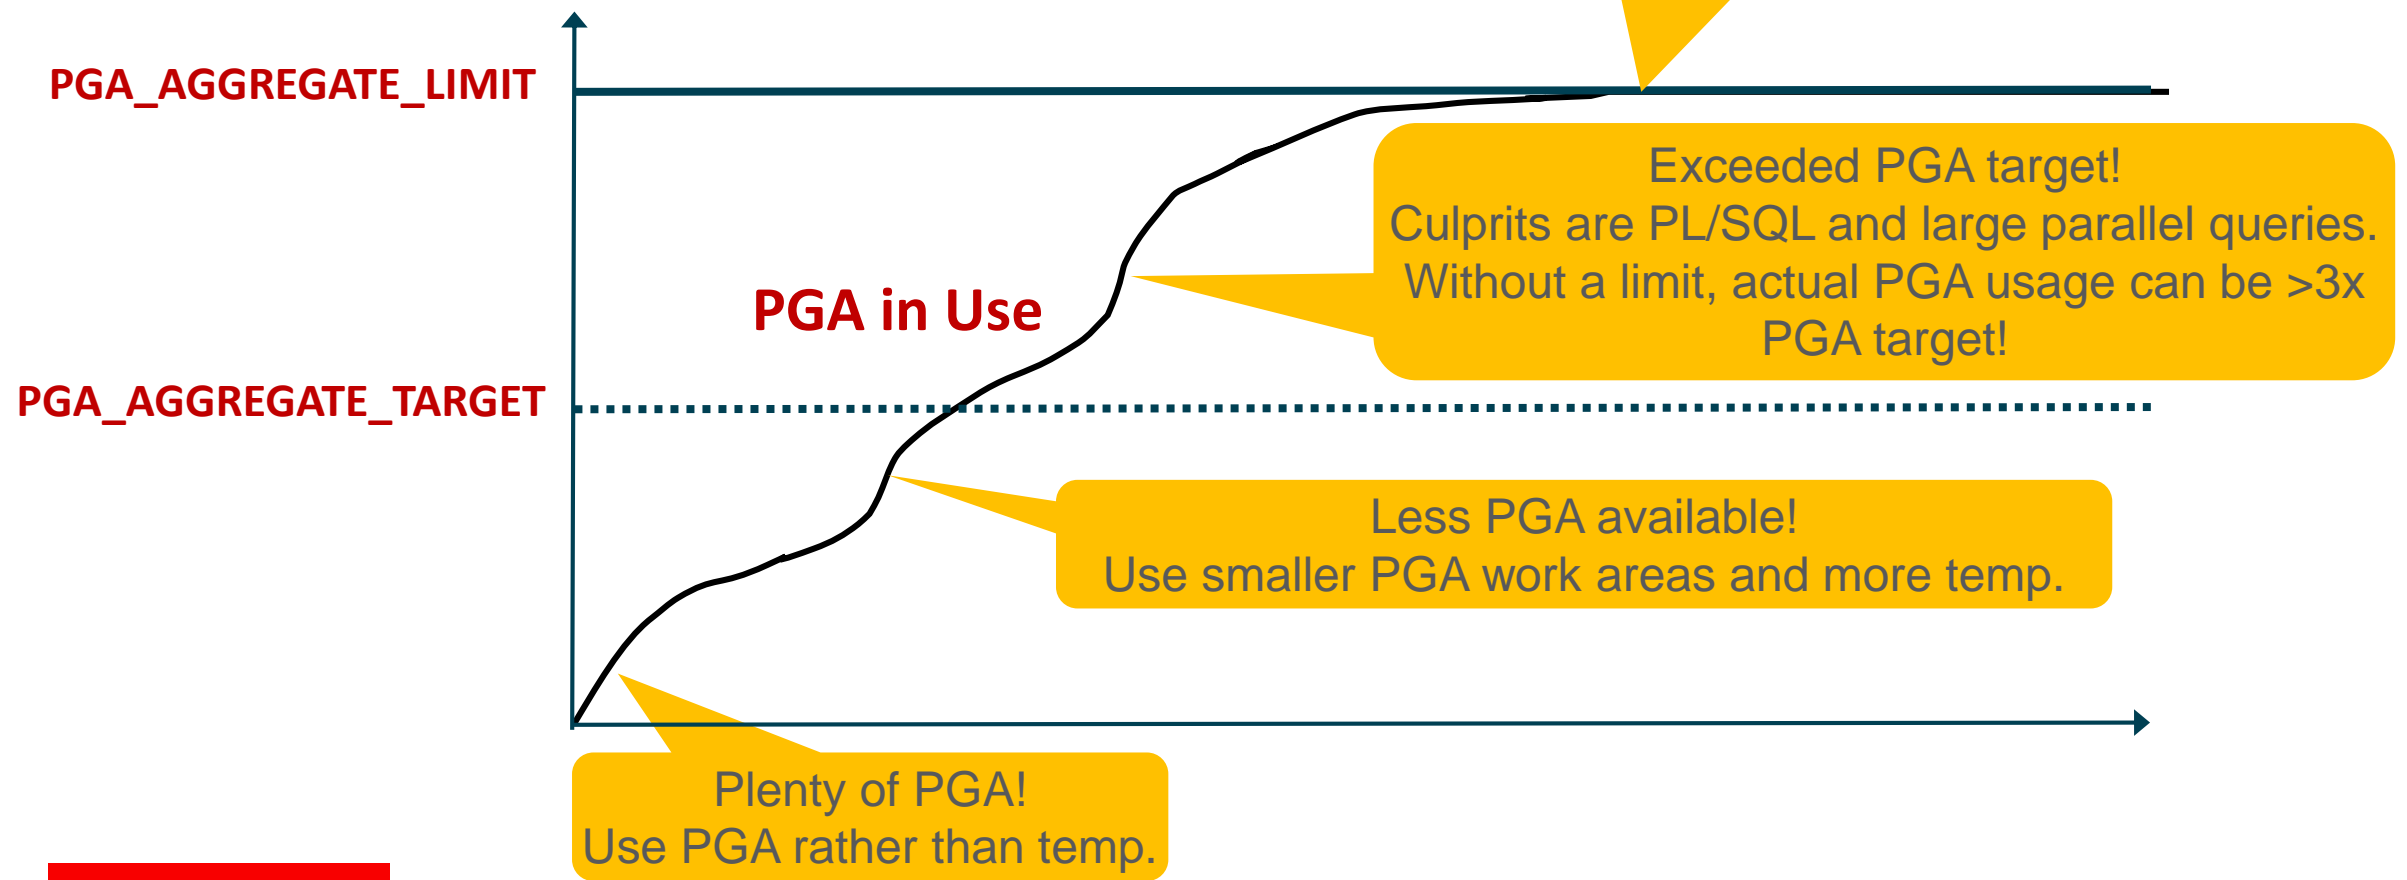 PGA_AGGREGATE_LIMIT
Exceeded PGA target!
Culprits are PL/SQL and large parallel queries.
Without a limit, actual PGA usage can be >3x
PGA target!
PGA in Use
PGA_AGGREGATE_TARGET
Less PGA available!
Use smaller PGA work areas and more temp.
Plenty of PGA!
Use PGA rather than temp.